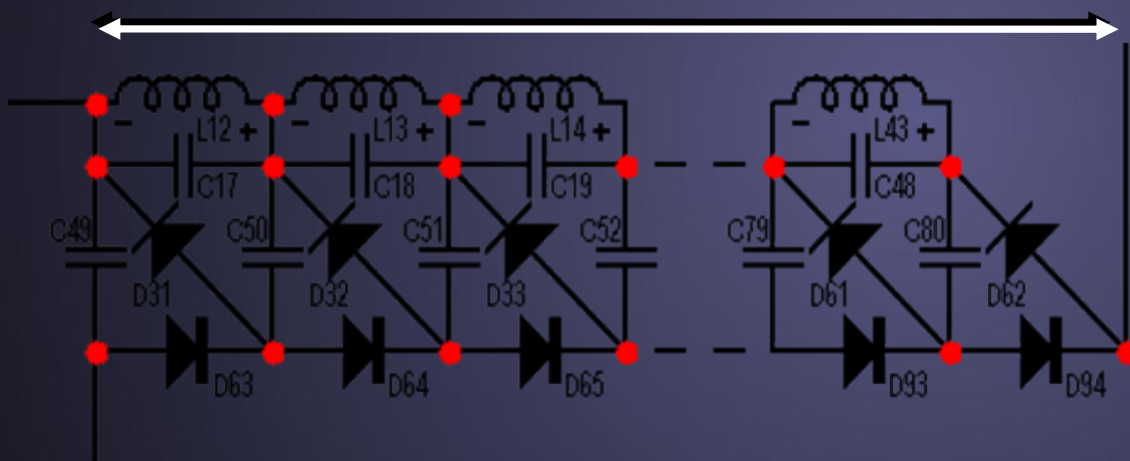 − L12 + − L13 + − L14 + − L43 +
C17 C18 C19 C48
C49 C50 C51 C52 C79 C80
D31 D32 D33 D61 D62
D63 D64 D65 D93 D94